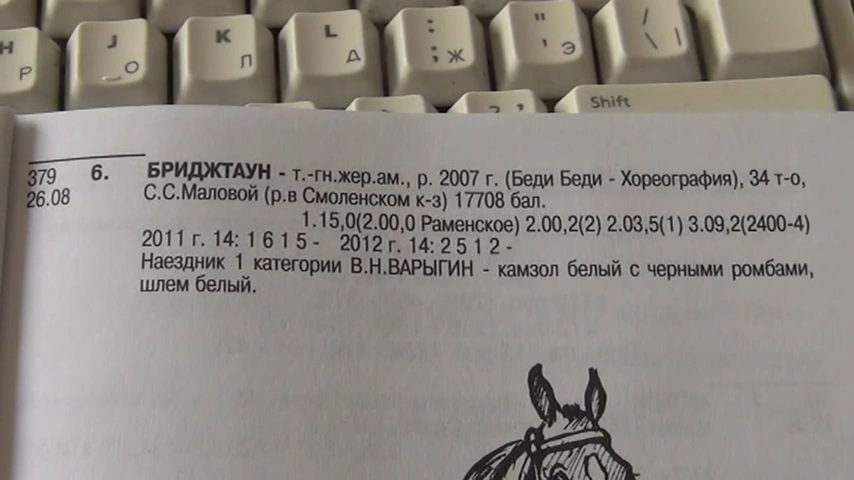 Н Р J О K Л L Д : ; Ж " ' Э / \ |
? ,
Shift
379 6. БРИДЖТАУН - т.-гн.жер.ам., р. 2007 г. (Беди Беди - Хореография), 34 т-о,
26.08 С.С.Маловой (р.в Смоленском к-з) 17708 бал.
1.15,0(2.00,0 Раменское) 2.00,2(2) 2.03,5(1) 3.09,2(2400-4)
2011 г. 14: 1 6 1 5 - 2012 г. 14: 2 5 1 2 -
Наездник 1 категории В.Н.ВАРЫГИН - камзол белый с черными ромбами,
шлем белый.